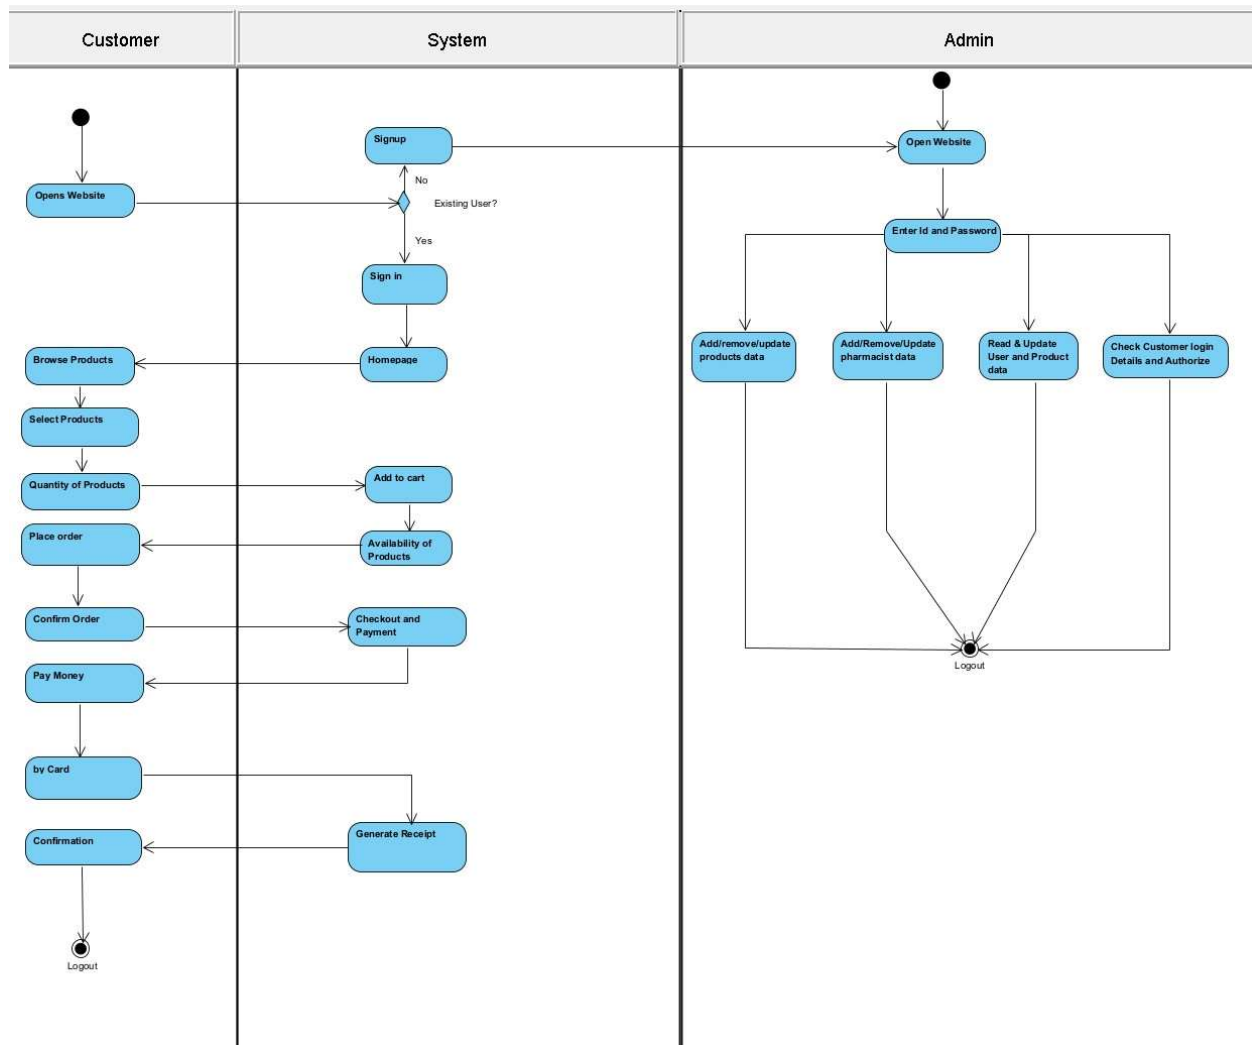 Customer
System
Admin
Signup
Open Website
No
Opens Website
Existing User?
Enter Id and Password
Yes
Sign in
Browse Products
Homepage
Add/remove/update
products data
Add/Remove/Update
pharmacist data
Read & Update
User and Product
data
Check Customer login
Details and Authorize
Select Products
Quantity of Products
Add to cart
Place order
Availability of
Products
Confirm Order
Checkout and
Payment
Pay Money
Logout
by Card
Confirmation
Generate Receipt
Logout